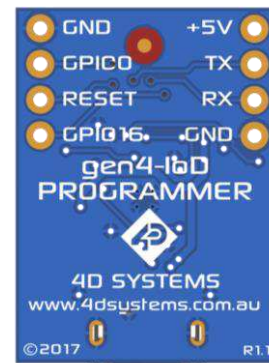 GND +5V
GPIO0 TX
RESET RX
GPIO16 GND
gen4-IoD
PROGRAMMER
4D SYSTEMS
www.4dsystems.com.au
©2017 R1.1